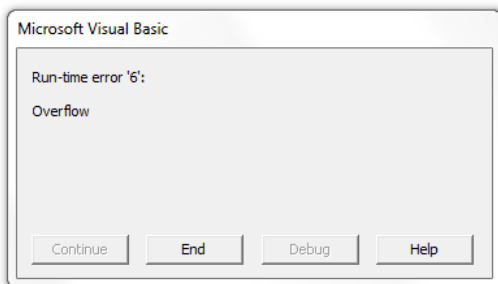 Microsoft Visual Basic
Run-time error '6':
Overflow
Continue End Debug Help